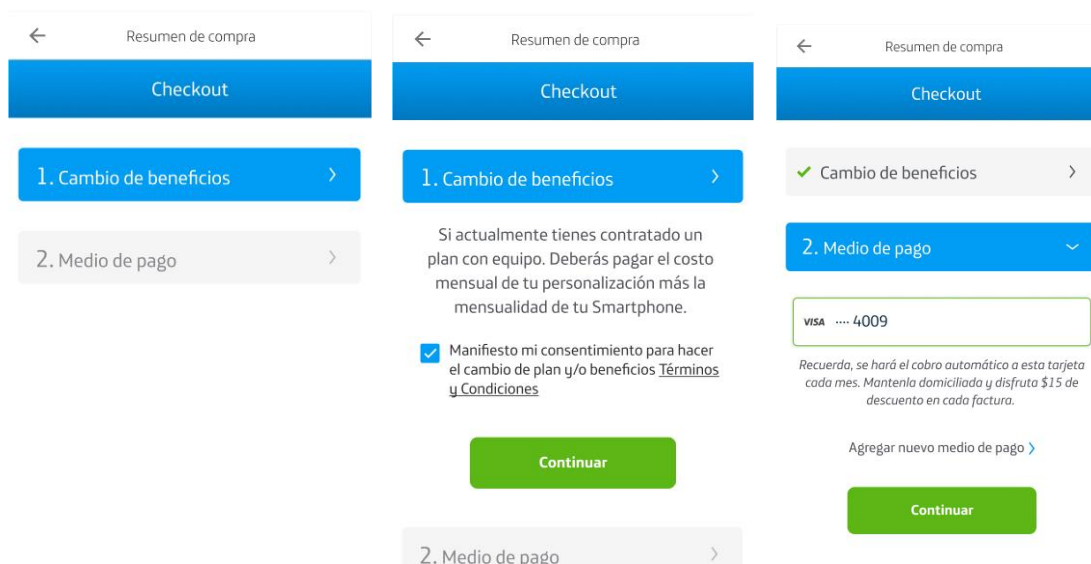 Resumen de compra
Checkout
1. Cambio de beneficios
2. Medio de pago
Resumen de compra
Checkout
1. Cambio de beneficios
Si actualmente tienes contratado un
plan con equipo. Deberás pagar el costo
mensual de tu personalización más la
mensualidad de tu Smartphone.
Manifiesto mi consentimiento para hacer
el cambio de plan y/o beneficios Términos
y Condiciones
Continuar
2. Medio de pago
Resumen de compra
Checkout
Cambio de beneficios
2. Medio de pago
VISA .... 4009
Recuerda, se hará el cobro automático a esta tarjeta
cada mes. Mantenla domiciliada y disfruta $15 de
descuento en cada factura.
Agregar nuevo medio de pago
Continuar